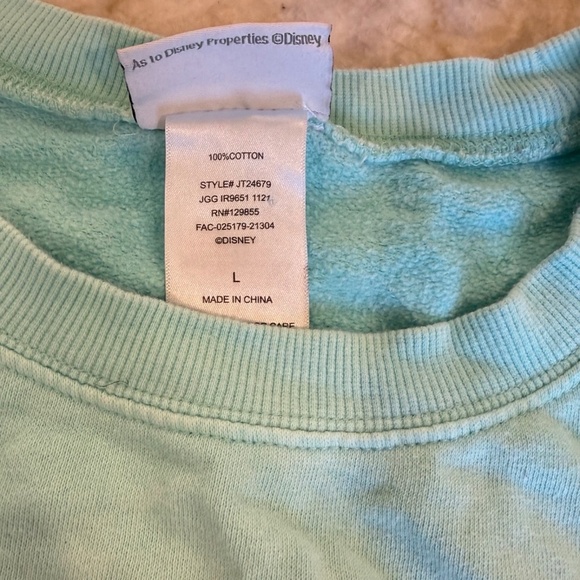 As to Disney Properties ©Disney
100%COTTON
STYLE# JT24679
JGG IR9651 1121
RN#129855
FAC-025179-21304
©DISNEY
L
MADE IN CHINA
CARE